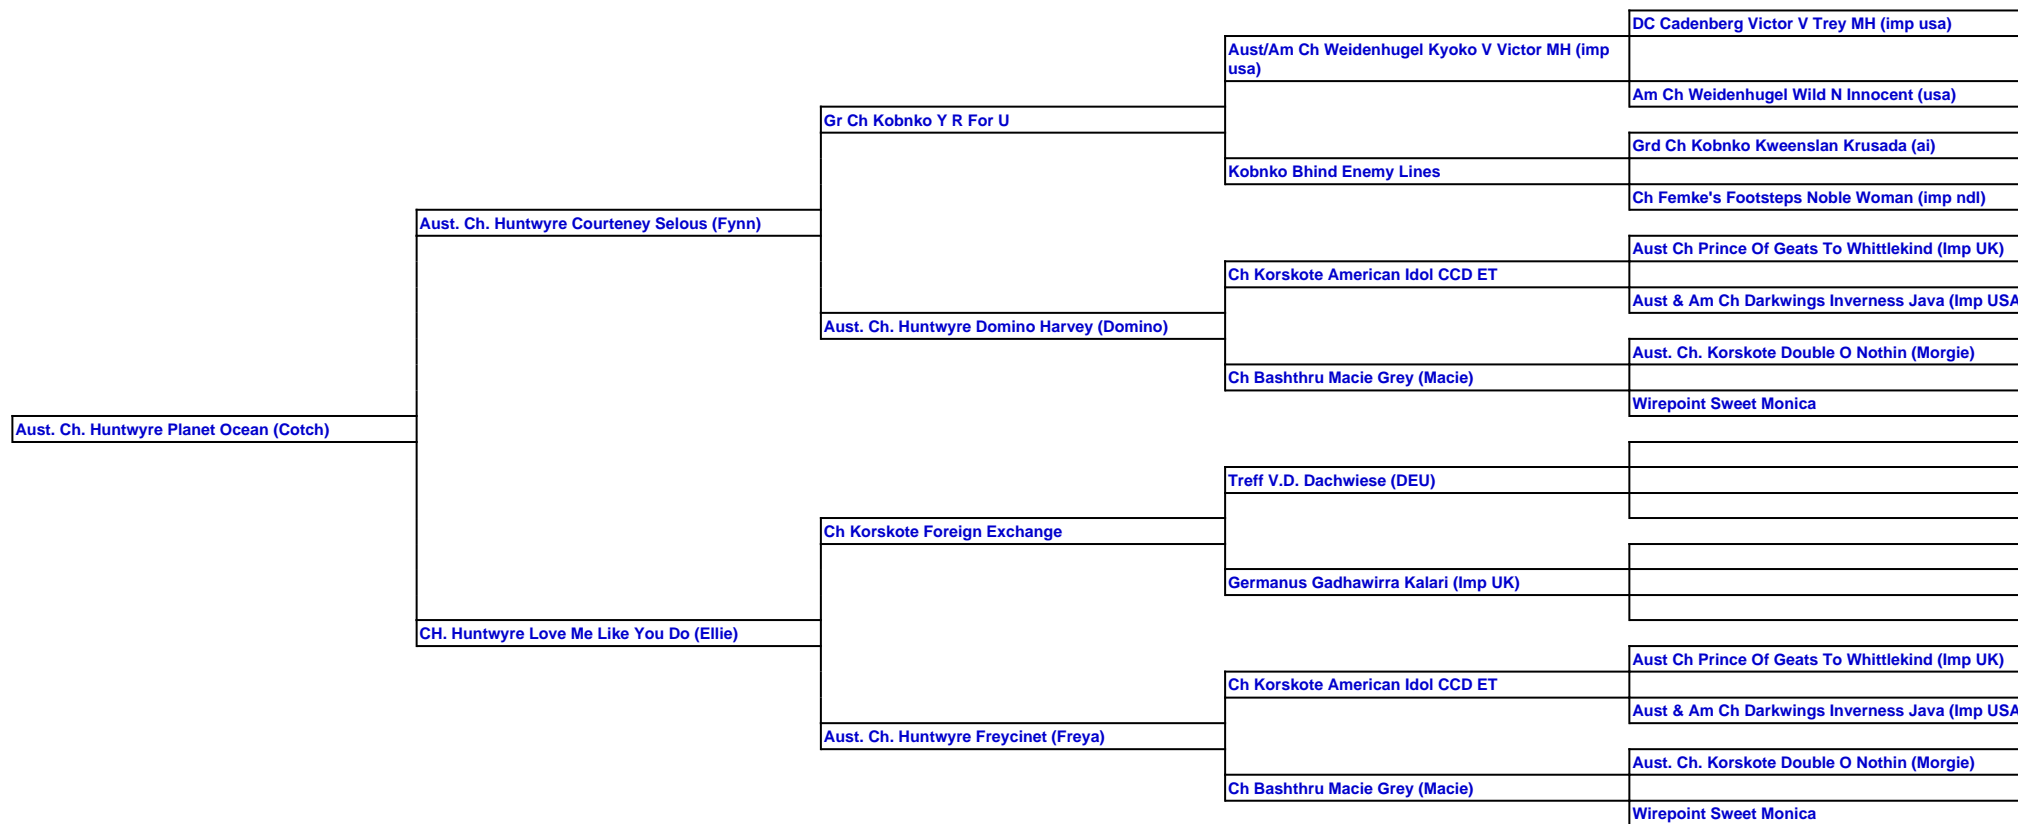 DC Cadenberg Victor V Trey MH (imp usa)
Aust/Am Ch Weidenhugel Kyoko V Victor MH (imp
usa)
Am Ch Weidenhugel Wild N Innocent (usa)
Gr Ch Kobnko Y R For U
Grd Ch Kobnko Kweenslan Krusada (ai)
Kobnko Bhind Enemy Lines
Ch Femke's Footsteps Noble Woman (imp ndl)
Aust. Ch. Huntwyre Courteney Selous (Fynn)
Aust Ch Prince Of Geats To Whittlekind (Imp UK)
Ch Korskote American Idol CCD ET
Aust & Am Ch Darkwings Inverness Java (Imp USA
Aust. Ch. Huntwyre Domino Harvey (Domino)
Aust. Ch. Korskote Double O Nothin (Morgie)
Ch Bashthru Macie Grey (Macie)
Wirepoint Sweet Monica
Aust. Ch. Huntwyre Planet Ocean (Cotch)
Treff V.D. Dachwiese (DEU)
Ch Korskote Foreign Exchange
Germanus Gadhawirra Kalari (Imp UK)
CH. Huntwyre Love Me Like You Do (Ellie)
Aust Ch Prince Of Geats To Whittlekind (Imp UK)
Ch Korskote American Idol CCD ET
Aust & Am Ch Darkwings Inverness Java (Imp USA
Aust. Ch. Huntwyre Freycinet (Freya)
Aust. Ch. Korskote Double O Nothin (Morgie)
Ch Bashthru Macie Grey (Macie)
Wirepoint Sweet Monica